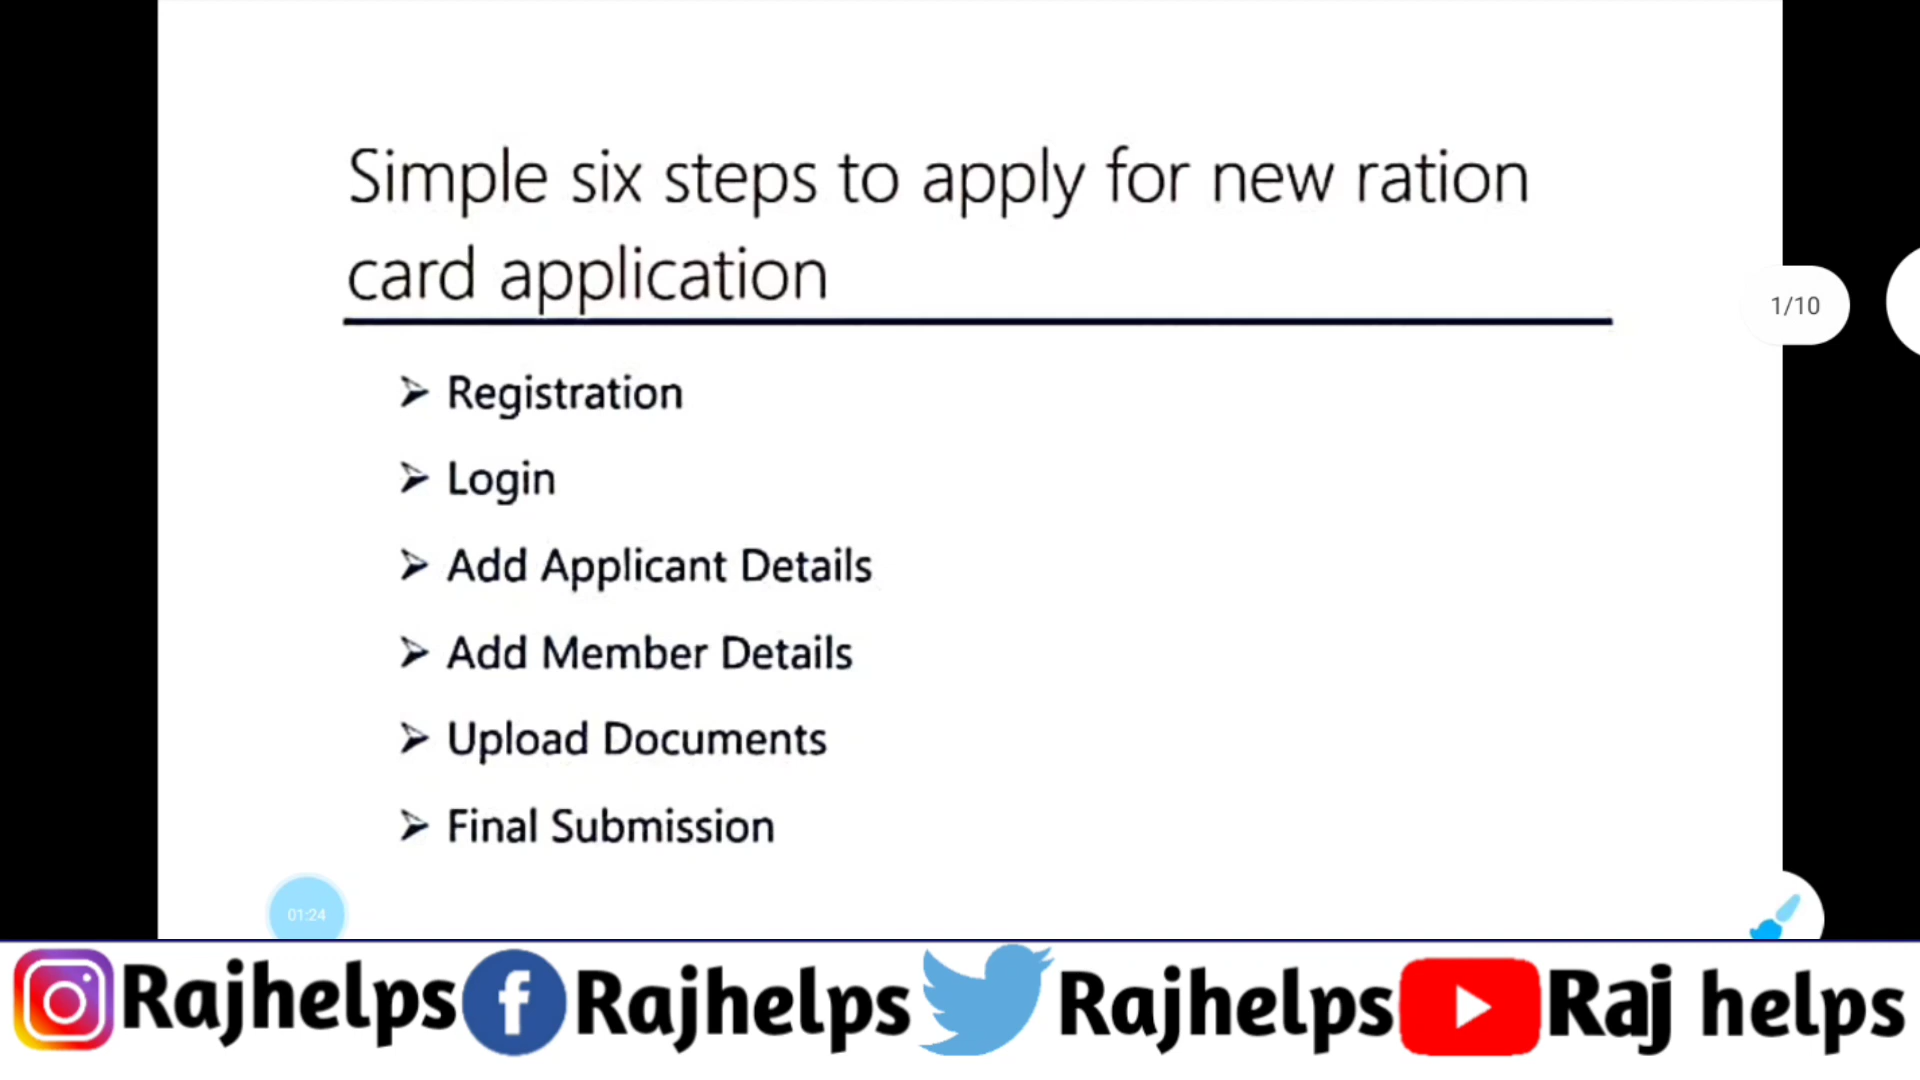 Simple six steps to apply for new ration
card application
1/10
➢ Registration
➢ Login
➢ Add Applicant Details
➢ Add Member Details
➢ Upload Documents
➢ Final Submission
01:24
Rajhelps Rajhelps Rajhelps Raj helps